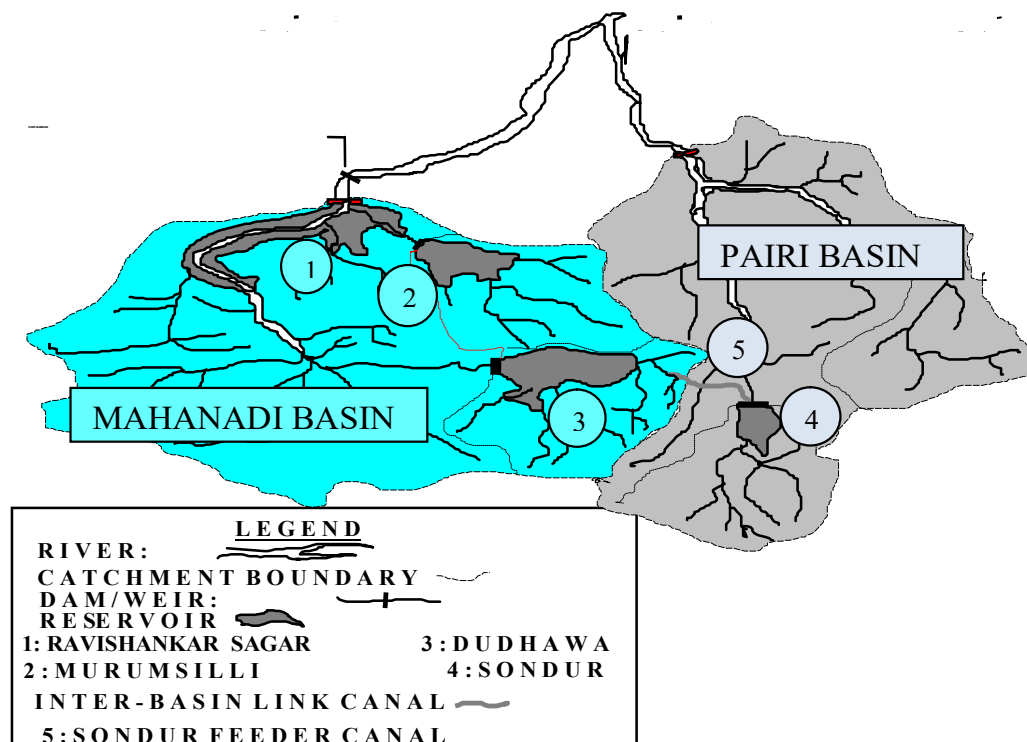 1
2
PAIRI BASIN
5
MAHANADI BASIN
3
4
LEGEND
RIVER:
CATCHMENT BOUNDARY
DAM/WEIR:
RESERVOIR
1: RAVISHANKAR SAGAR 3: DUDHAWA
2: MURUMSILLI 4: SONDUR
INTER-BASIN LINK CANAL
5: SONDUR FEEDER CANAL